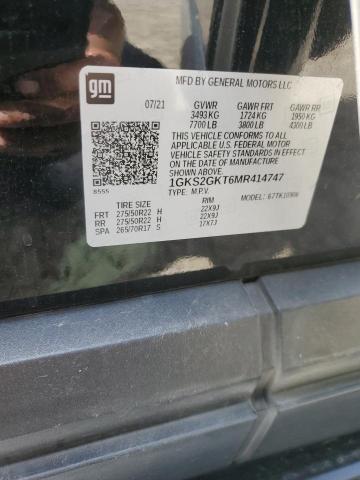 gm
MFD BY GENERAL MOTORS LLC
07/21 GVWR GAWR FRT GAWR RR
3493 KG 1724 KG 1950 KG
7700 LB 3800 LB 4300 LB
THIS VEHICLE CONFORMS TO ALL APPLICABLE
U.S. FEDERAL MOTOR VEHICLE SAFETY AND
THEFT PREVENTION STANDARDS IN EFFECT
ON THE DATE OF MANUFACTURE
SHOWN ABOVE.
1GKS2GKT6MR414747
TYPE: M.P.V. MODEL:
8555
TIRE SIZE RIM
FRT 275/50R22 H 22X9J
RR 275/50R22 H 22X9J
SPA 265/70R17 S 17X7J